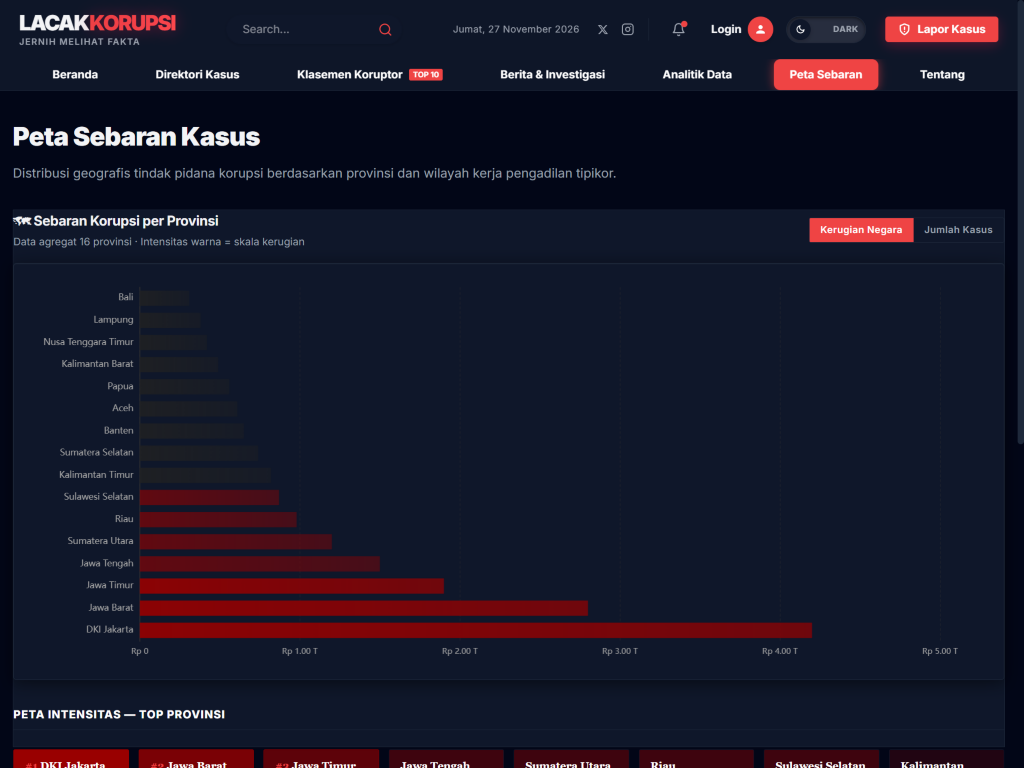 LACAKKORUPSI
JERNIH MELIHAT FAKTA
Search...
Jumat, 27 November 2026
Login
DARK
Lapor Kasus
Beranda
Direktori Kasus
Klasemen Koruptor TOP 10
Berita & Investigasi
Analitik Data
Peta Sebaran
Tentang
Peta Sebaran Kasus
Distribusi geografis tindak pidana korupsi berdasarkan provinsi dan wilayah kerja pengadilan tipikor.
Sebaran Korupsi per Provinsi
Data agregat 16 provinsi · Intensitas warna = skala kerugian
Kerugian Negara
Jumlah Kasus
Bali
Lampung
Nusa Tenggara Timur
Kalimantan Barat
Papua
Aceh
Banten
Sumatera Selatan
Kalimantan Timur
Sulawesi Selatan
Riau
Sumatera Utara
Jawa Tengah
Jawa Timur
Jawa Barat
DKI Jakarta
Rp 0
Rp 1.00 T
Rp 2.00 T
Rp 3.00 T
Rp 4.00 T
Rp 5.00 T
PETA INTENSITAS — TOP PROVINSI
#1 DKI Jakarta
#2 Jawa Barat
#3 Jawa Timur
Jawa Tengah
Sumatera Utara
Riau
Sulawesi Selatan
Kalimantan